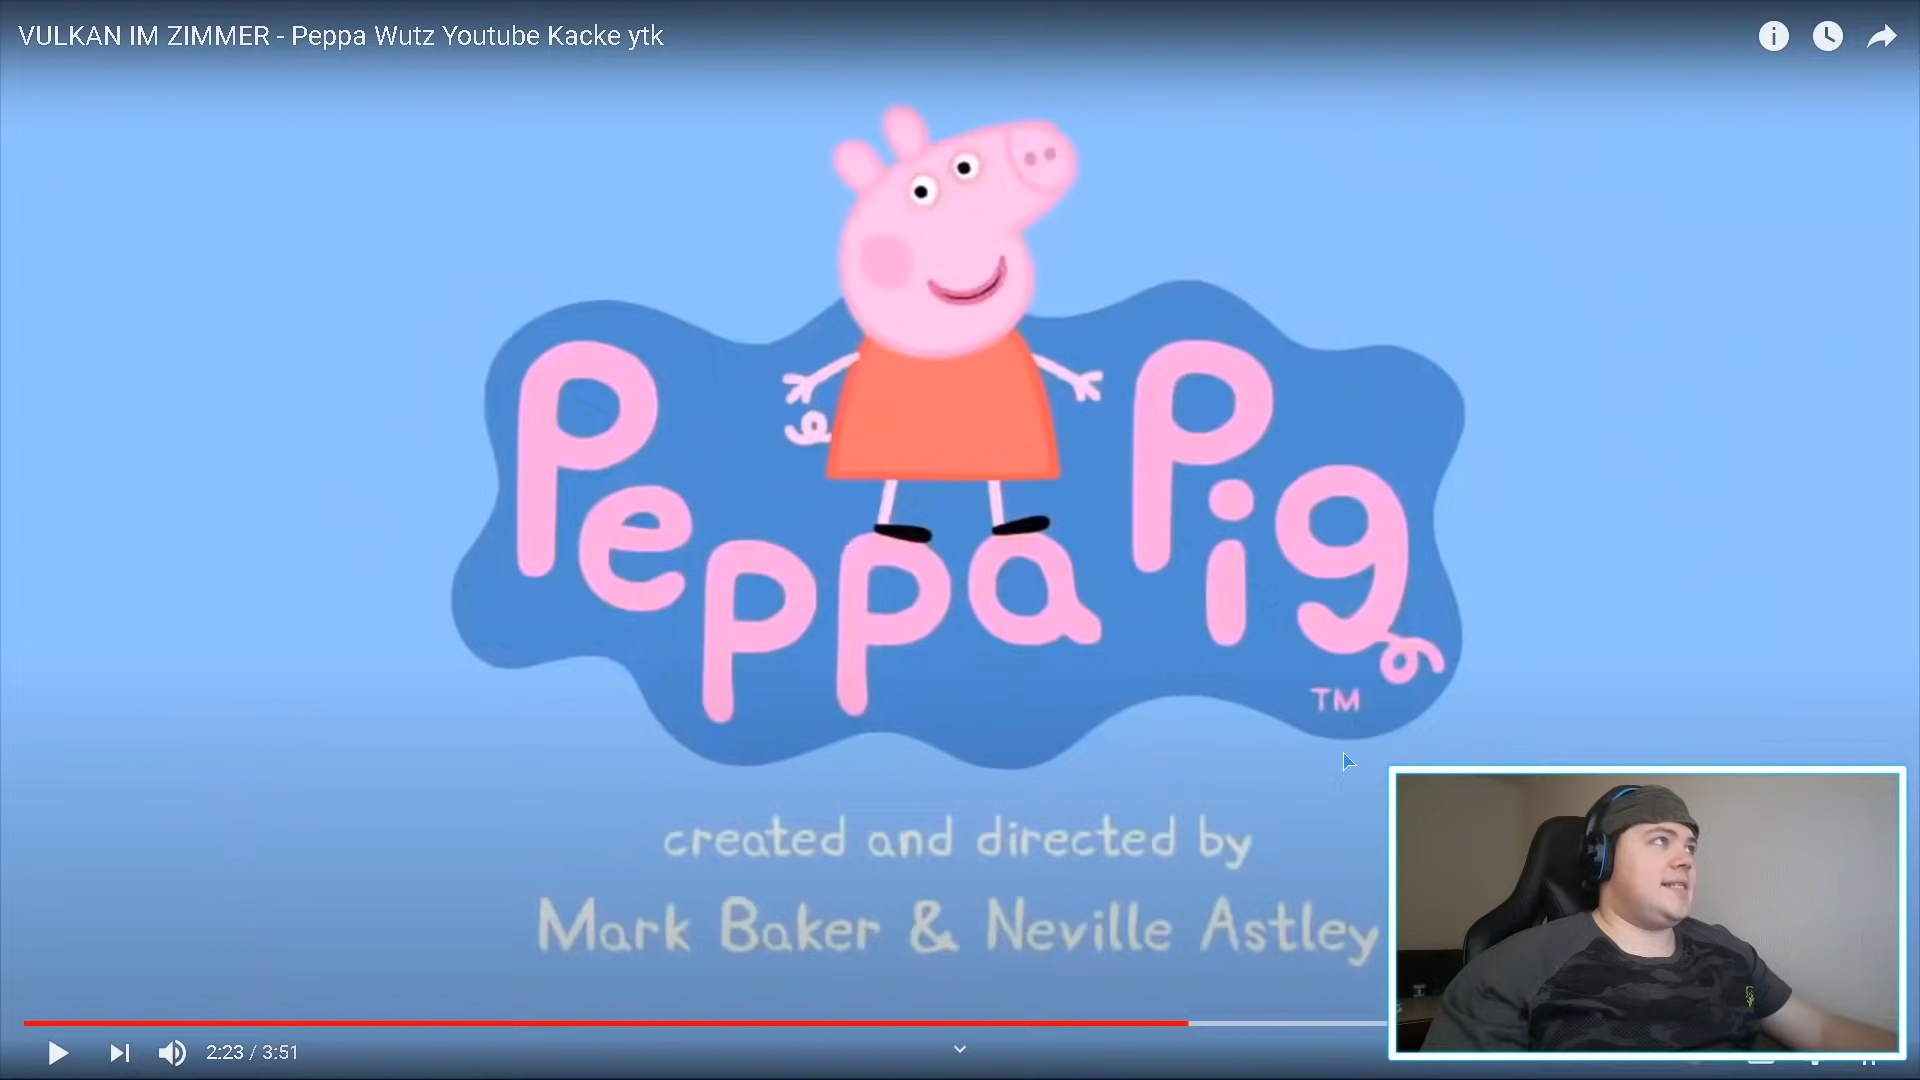 VULKAN IM ZIMMER - Peppa Wutz Youtube Kacke ytk
Peppa Pig
TM
created and directed by
Mark Baker & Neville Astley
2:23 / 3:51